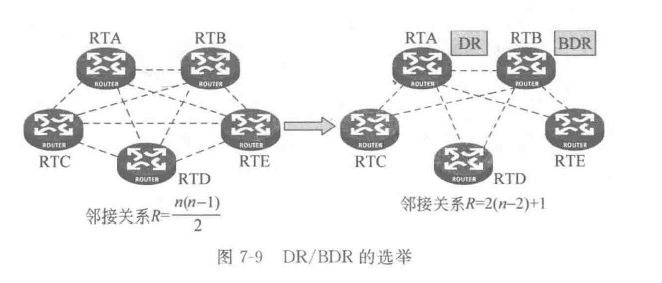 RTA RTB RTA DR RTB BDR
ROUTER ROUTER ROUTER ROUTER
ROUTER ROUTER ROUTER ROUTER
RTC ROUTER RTE RTC ROUTER RTE
RTD RTD
邻接关系R=n(n-1)/2 邻接关系R=2(n-2)+1
图 7-9 DR/BDR 的选举